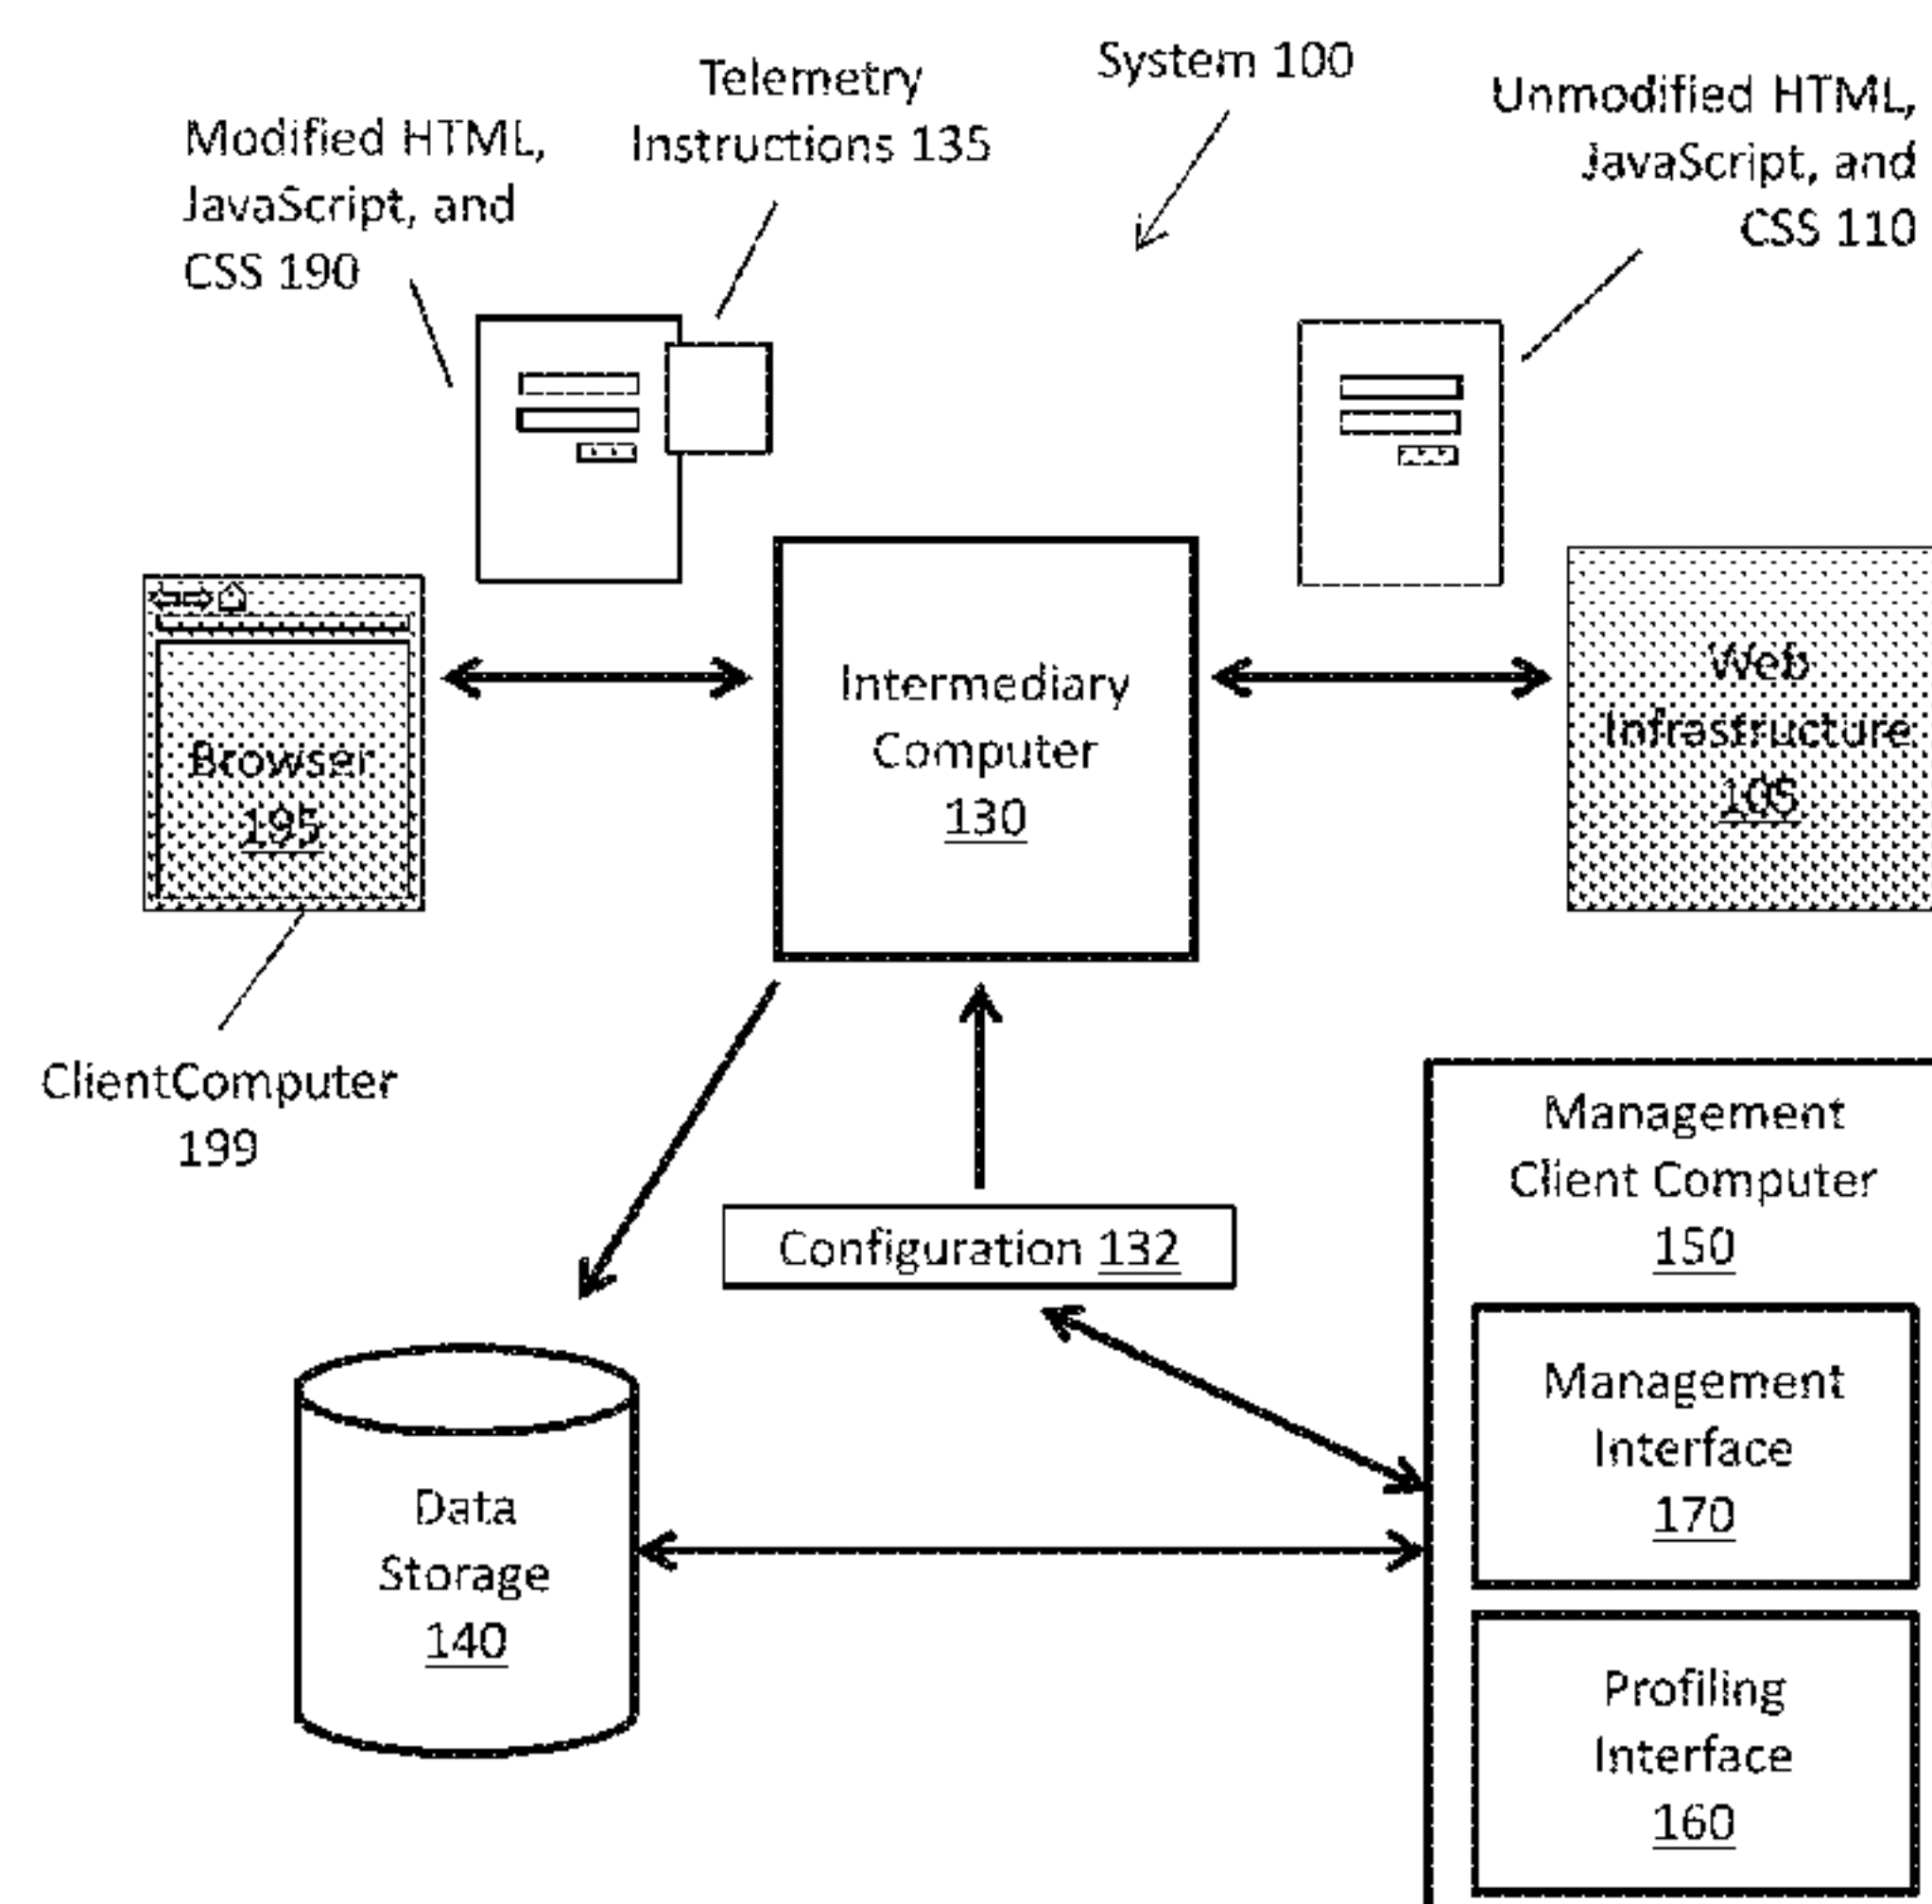 System 100
Telemetry
Instructions 135
Modified HTML,
JavaScript, and
CSS 190
Unmodified HTML,
JavaScript, and
CSS 110
Browser
195
Intermediary
Computer
130
Web
Infrastructure
105
ClientComputer
199
Configuration 132
Management
Client Computer
150
Management
Interface
170
Data
Storage
140
Profiling
Interface
160